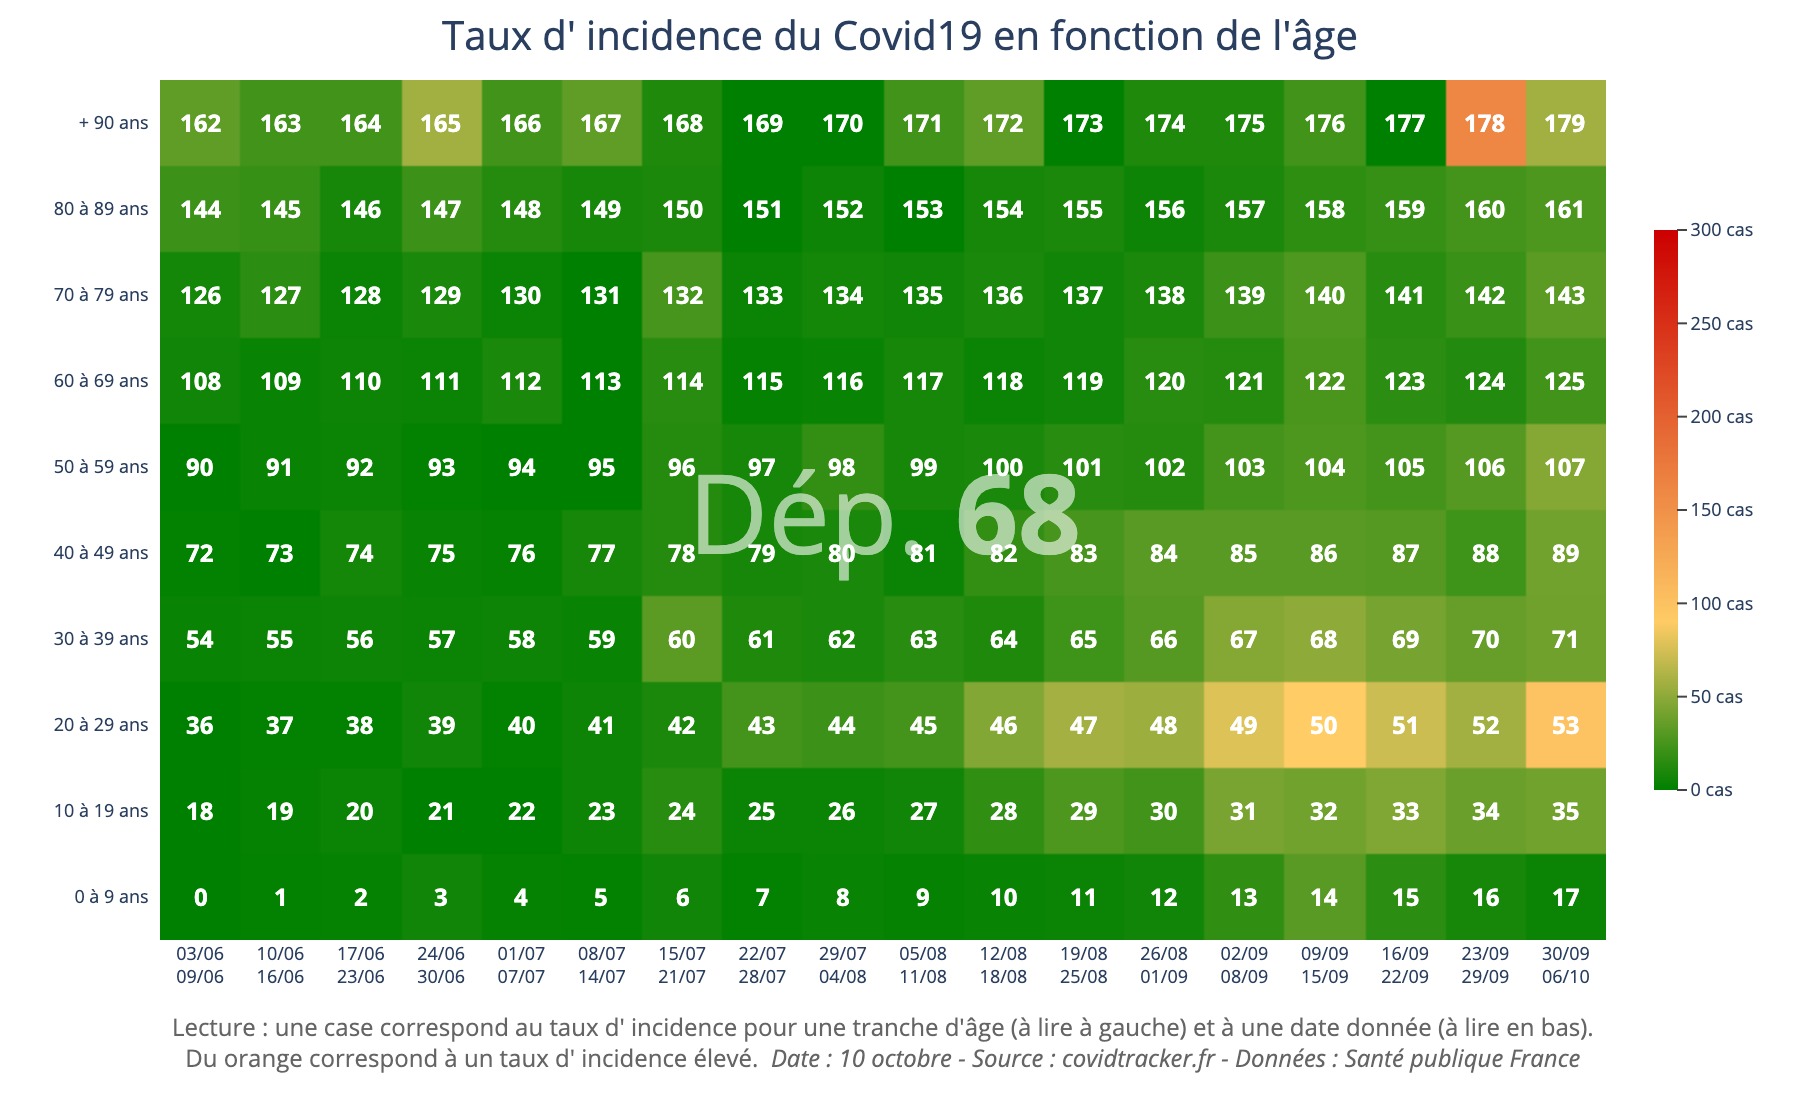 Taux d' incidence du Covid19 en fonction de l'âge
+ 90 ans 162 163 164 165 166 167 168 169 170 171 172 173 174 175 176 177 178 179
80 à 89 ans 144 145 146 147 148 149 150 151 152 153 154 155 156 157 158 159 160 161
300 cas
70 à 79 ans 126 127 128 129 130 131 132 133 134 135 136 137 138 139 140 141 142 143
250 cas
60 à 69 ans 108 109 110 111 112 113 114 115 116 117 118 119 120 121 122 123 124 125
200 cas
50 à 59 ans 90 91 92 93 94 95 96 97 98 99 100 101 102 103 104 105 106 107
150 cas
Dép. 68
40 à 49 ans 72 73 74 75 76 77 78 79 80 81 82 83 84 85 86 87 88 89
100 cas
30 à 39 ans 54 55 56 57 58 59 60 61 62 63 64 65 66 67 68 69 70 71
50 cas
20 à 29 ans 36 37 38 39 40 41 42 43 44 45 46 47 48 49 50 51 52 53
0 cas
10 à 19 ans 18 19 20 21 22 23 24 25 26 27 28 29 30 31 32 33 34 35
0 à 9 ans 0 1 2 3 4 5 6 7 8 9 10 11 12 13 14 15 16 17
03/06 10/06 17/06 24/06 01/07 08/07 15/07 22/07 29/07 05/08 12/08 19/08 26/08 02/09 09/09 16/09 23/09 30/09
09/06 16/06 23/06 30/06 07/07 14/07 21/07 28/07 04/08 11/08 18/08 25/08 01/09 08/09 15/09 22/09 29/09 06/10
Lecture : une case correspond au taux d' incidence pour une tranche d'âge (à lire à gauche) et à une date donnée (à lire en bas).
Du orange correspond à un taux d' incidence élevé. Date : 10 octobre - Source : covidtracker.fr - Données : Santé publique France